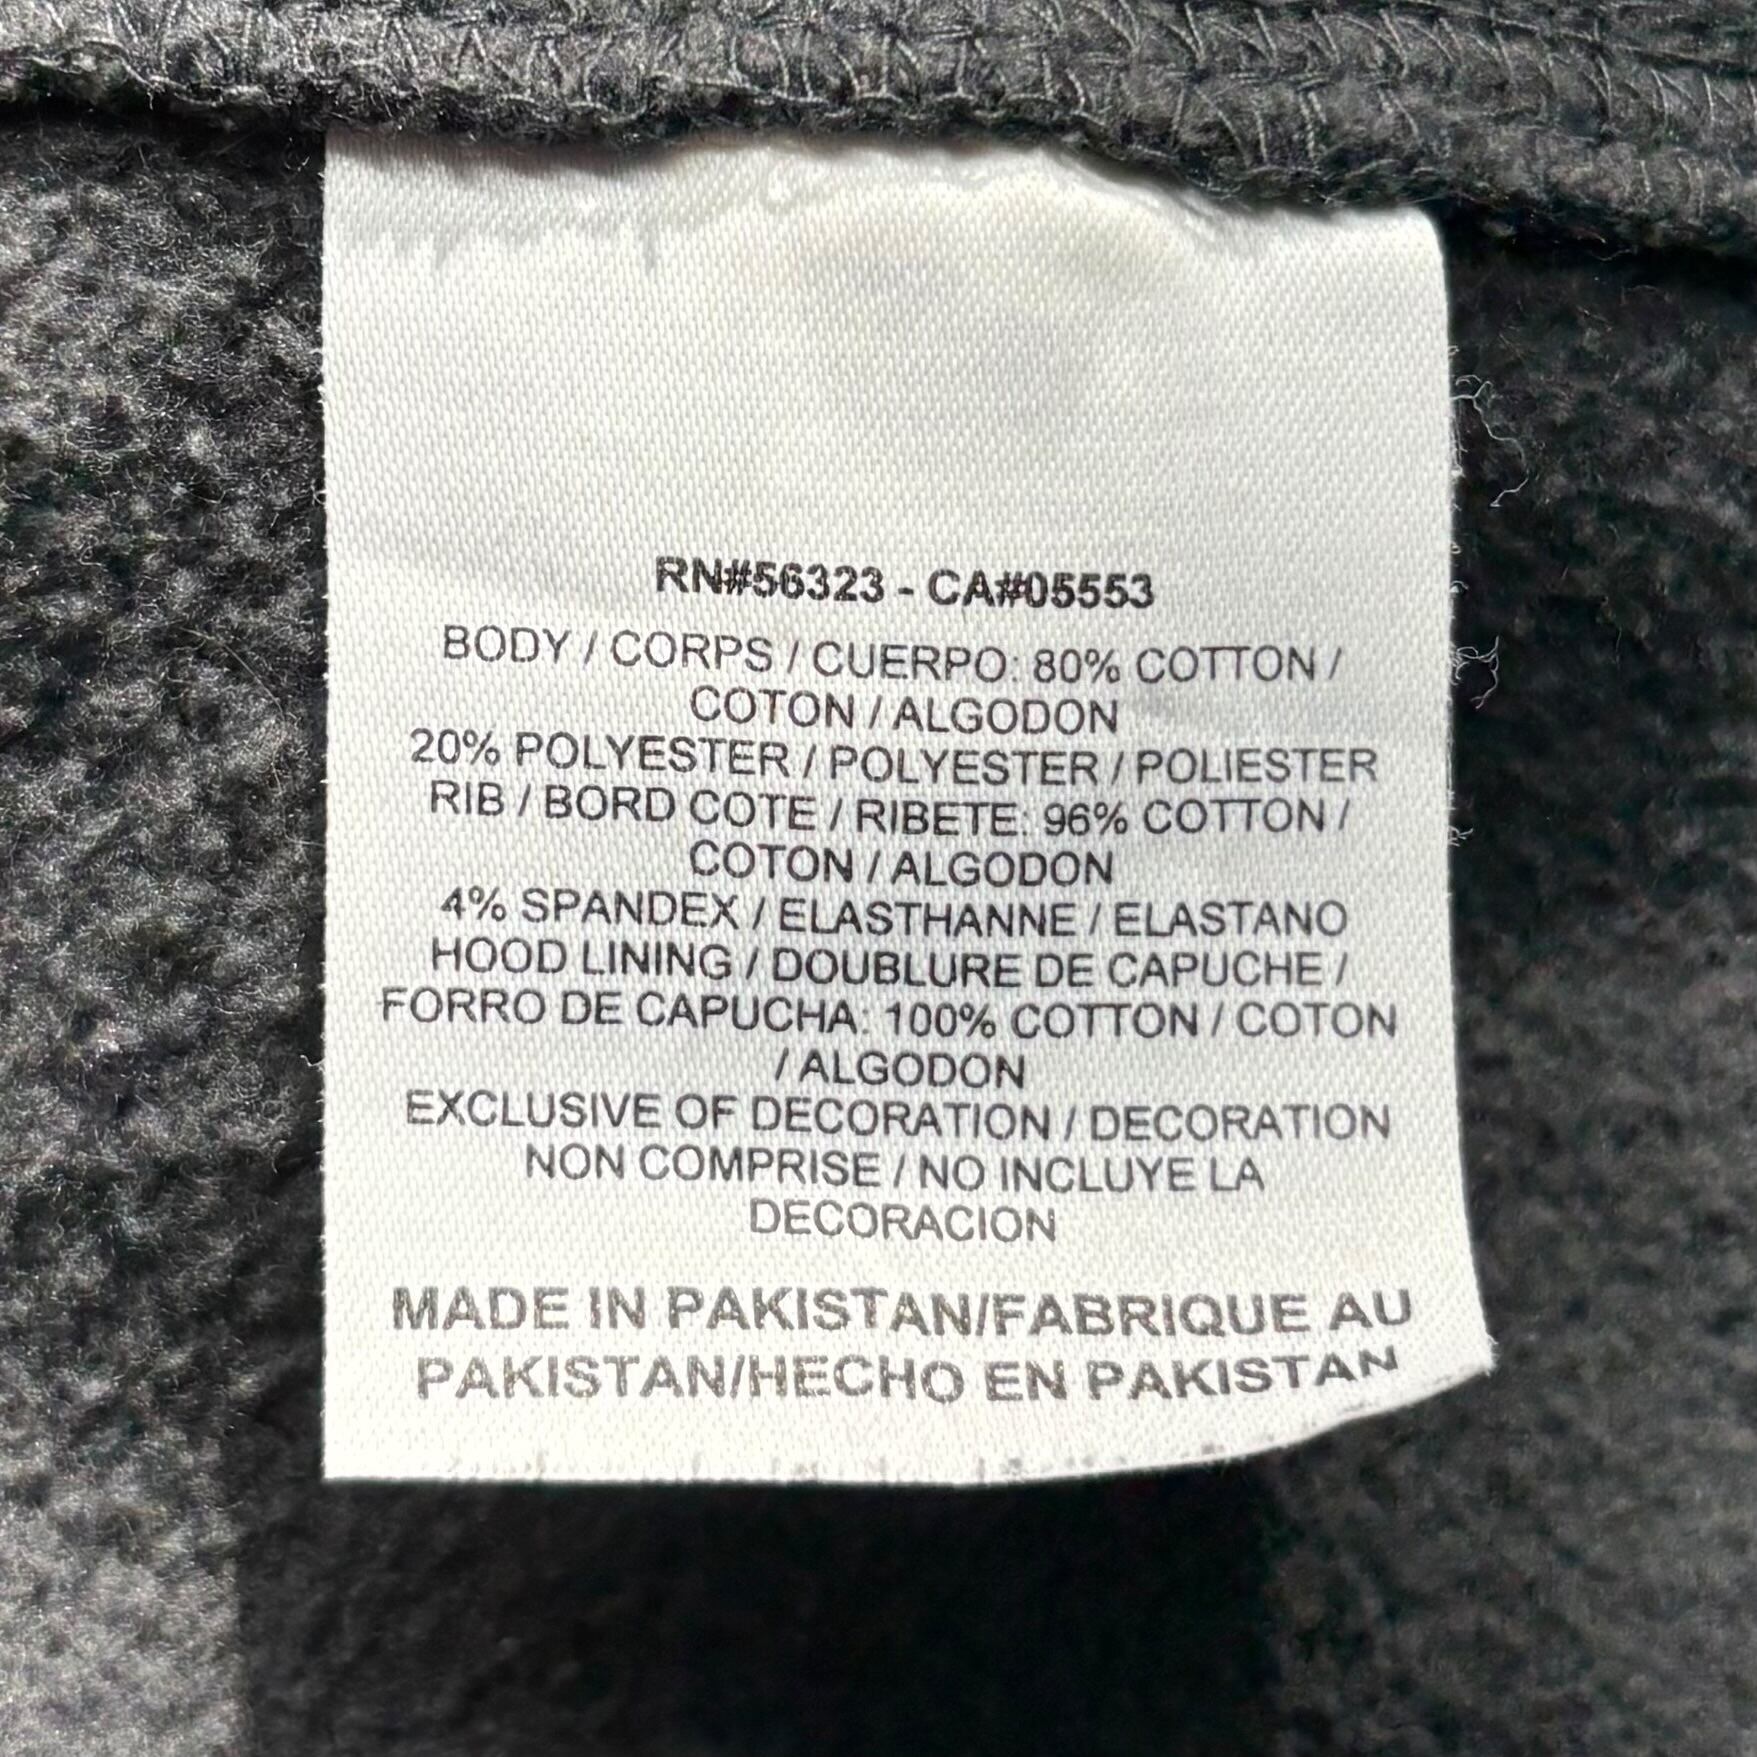 RN#56323 - CA#05553
BODY / CORPS / CUERPO: 80% COTTON /
COTON / ALGODON
20% POLYESTER / POLYESTER / POLIESTER
RIB / BORD COTE / RIBETE: 96% COTTON /
COTON / ALGODON
4% SPANDEX / ELASTHANNE / ELASTANO
HOOD LINING / DOUBLURE DE CAPUCHE /
FORRO DE CAPUCHA: 100% COTTON / COTON
/ ALGODON
EXCLUSIVE OF DECORATION / DECORATION
NON COMPRISE / NO INCLUYE LA
DECORACION
MADE IN PAKISTAN/FABRIQUE AU
PAKISTAN/HECHO EN PAKISTAN